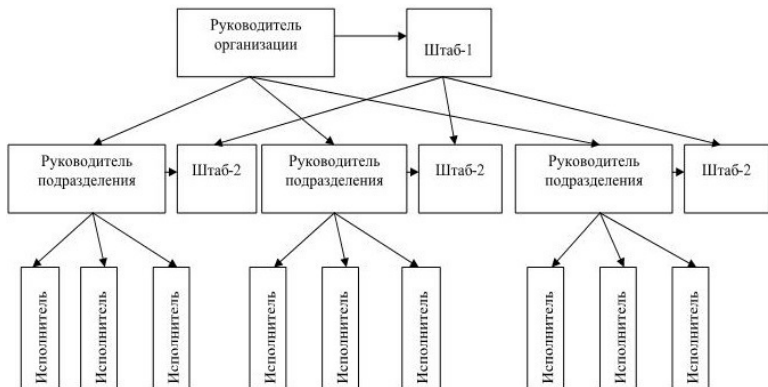 Руководитель
организации
Штаб-1
Руководитель
подразделения
Штаб-2
Руководитель
подразделения
Штаб-2
Руководитель
подразделения
Штаб-2
Исполнитель
Исполнитель
Исполнитель
Исполнитель
Исполнитель
Исполнитель
Исполнитель
Исполнитель
Исполнитель